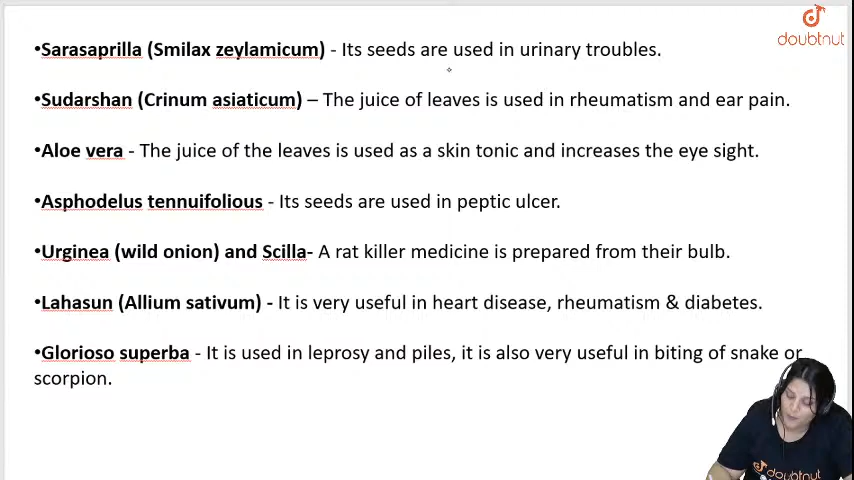 doubtnut
•Sarasaprilla (Smilax zeylamicum) - Its seeds are used in urinary troubles.
•Sudarshan (Crinum asiaticum) – The juice of leaves is used in rheumatism and ear pain.
•Aloe vera - The juice of the leaves is used as a skin tonic and increases the eye sight.
•Asphodelus tennuifolious - Its seeds are used in peptic ulcer.
•Urginea (wild onion) and Scilla- A rat killer medicine is prepared from their bulb.
•Lahasun (Allium sativum) - It is very useful in heart disease, rheumatism & diabetes.
•Glorioso superba - It is used in leprosy and piles, it is also very useful in biting of snake or
scorpion.
doubtnut